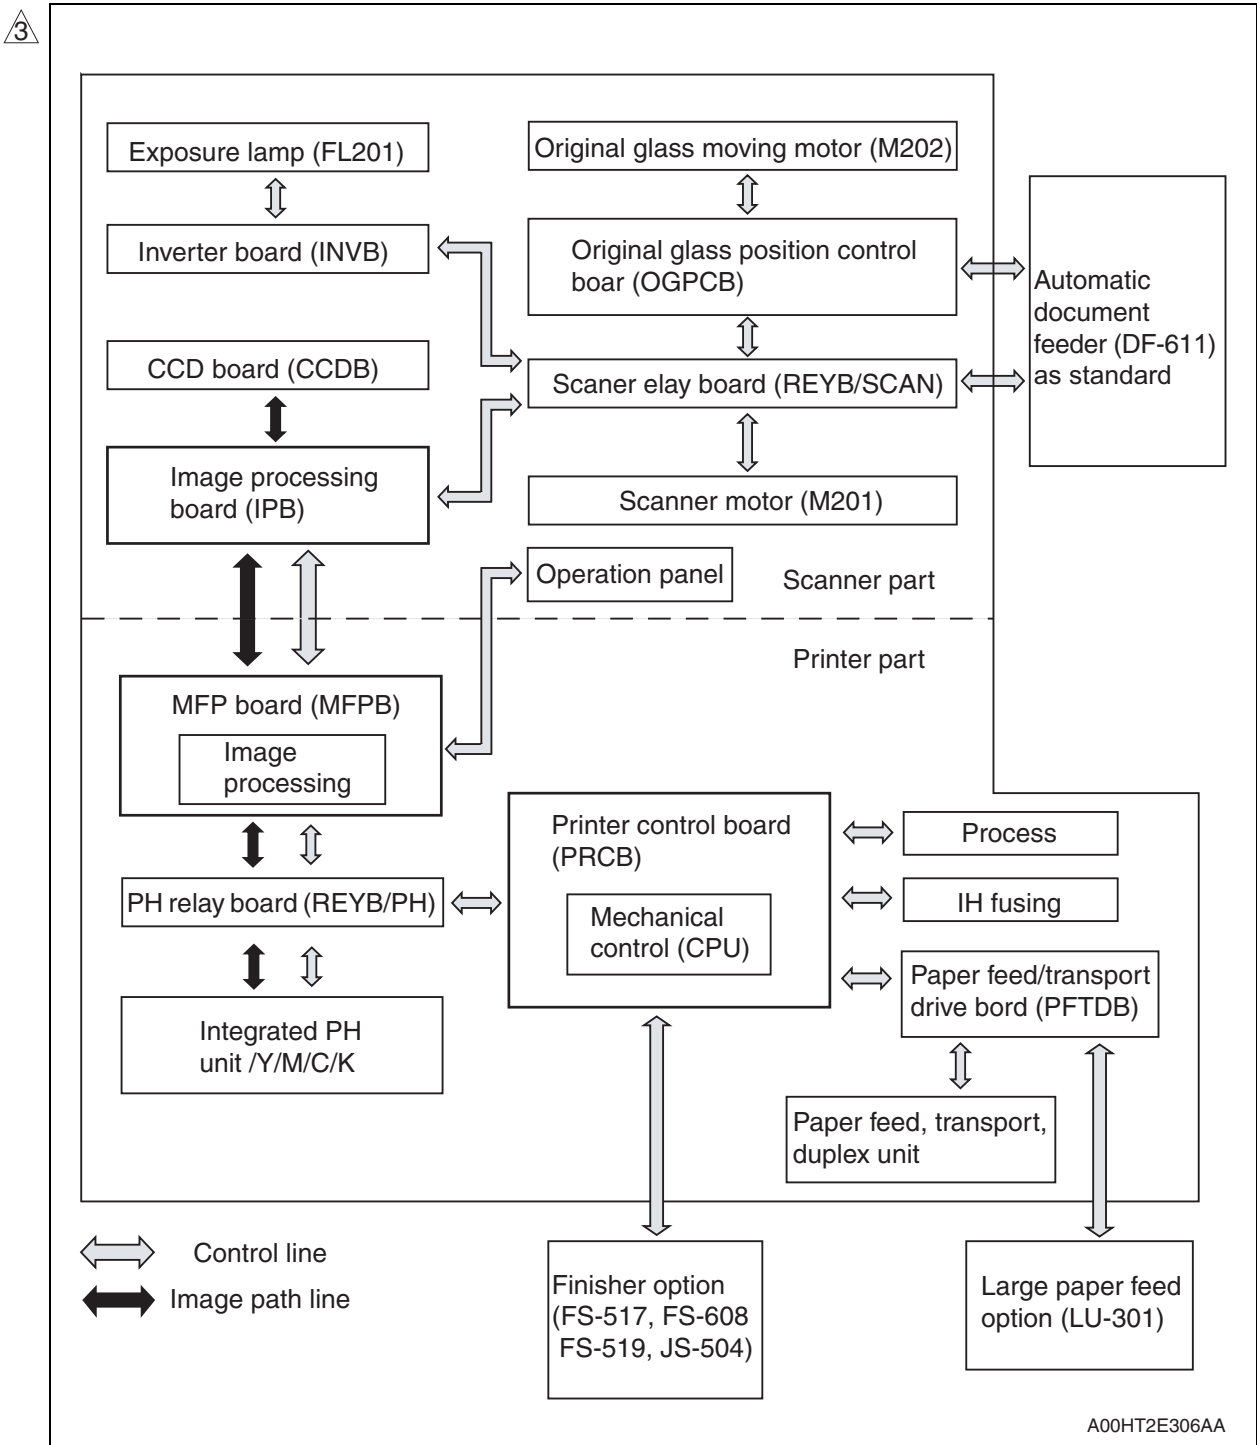 3
Exposure lamp (FL201)
Original glass moving motor (M202)
Inverter board (INVB)
Original glass position control
boar (OGPCB)
Automatic
document
feeder (DF-611)
as standard
CCD board (CCDB)
Scaner elay board (REYB/SCAN)
Image processing
board (IPB)
Scanner motor (M201)
Operation panel
Scanner part
Printer part
MFP board (MFPB)
Image
processing
Printer control board
(PRCB)
Mechanical
control (CPU)
Process
PH relay board (REYB/PH)
IH fusing
Paper feed/transport
drive bord (PFTDB)
Integrated PH
unit /Y/M/C/K
Paper feed, transport,
duplex unit
Control line
Image path line
Finisher option
(FS-517, FS-608
FS-519, JS-504)
Large paper feed
option (LU-301)
A00HT2E306AA